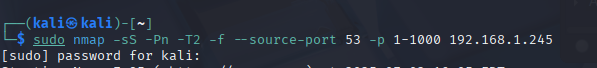 ┌──(kali㉿kali)-[~]
└─$ sudo nmap -sS -Pn -T2 -f --source-port 53 -p 1-1000 192.168.1.245
[sudo] password for kali: